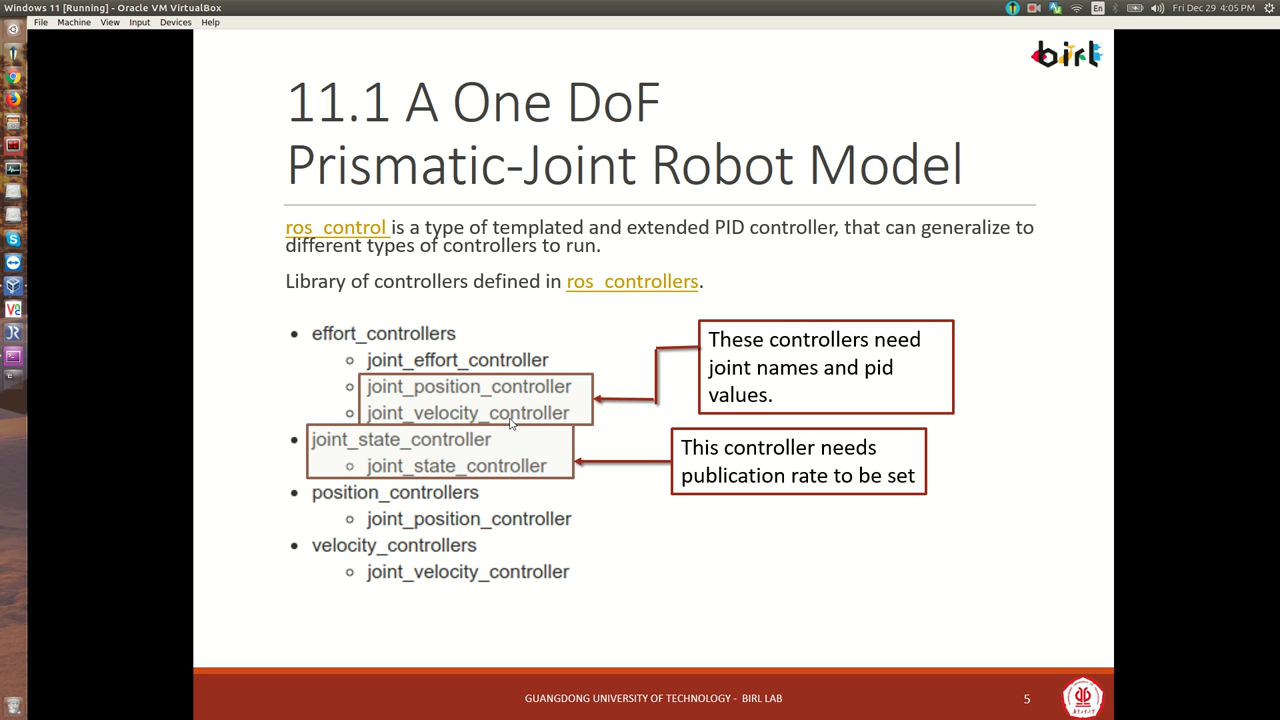 Windows 11 [Running] - Oracle VM VirtualBox
En
Fri Dec 29 4:05 PM
File Machine View Input Devices Help
birl
11.1 A One DoF
Prismatic-Joint Robot Model
ros_control is a type of templated and extended PID controller, that can generalize to
different types of controllers to run.
Library of controllers defined in ros_controllers.
• effort_controllers
○ joint_effort_controller
○ joint_position_controller
○ joint_velocity_controller
• joint_state_controller
○ joint_state_controller
• position_controllers
○ joint_position_controller
• velocity_controllers
○ joint_velocity_controller
These controllers need
joint names and pid
values.
This controller needs
publication rate to be set
GUANGDONG UNIVERSITY OF TECHNOLOGY - BIRL LAB
5